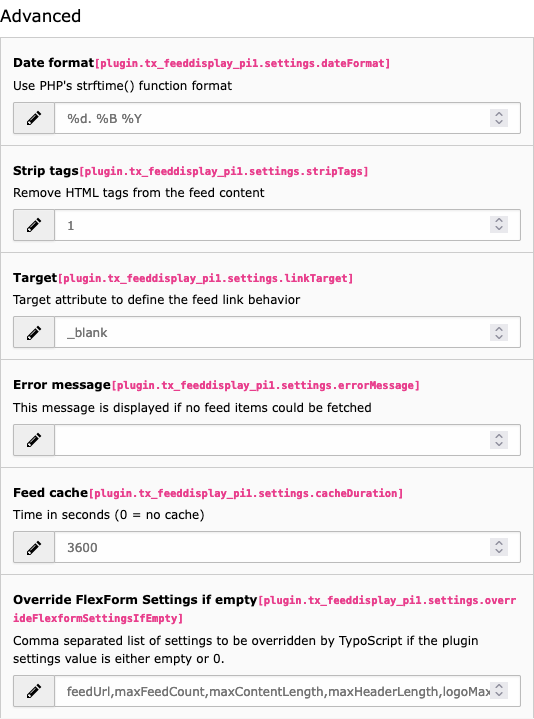 Advanced
Date format[plugin.tx_feeddisplay_pi1.settings.dateFormat]
Use PHP's strftime() function format
%d. %B %Y
Strip tags[plugin.tx_feeddisplay_pi1.settings.stripTags]
Remove HTML tags from the feed content
1
Target[plugin.tx_feeddisplay_pi1.settings.linkTarget]
Target attribute to define the feed link behavior
_blank
Error message[plugin.tx_feeddisplay_pi1.settings.errorMessage]
This message is displayed if no feed items could be fetched
Feed cache[plugin.tx_feeddisplay_pi1.settings.cacheDuration]
Time in seconds (0 = no cache)
3600
Override FlexForm Settings if empty[plugin.tx_feeddisplay_pi1.settings.overr
ideFlexformSettingsIfEmpty]
Comma separated list of settings to be overridden by TypoScript if the plugin
settings value is either empty or 0.
feedUrl,maxFeedCount,maxContentLength,maxHeaderLength,logoMax